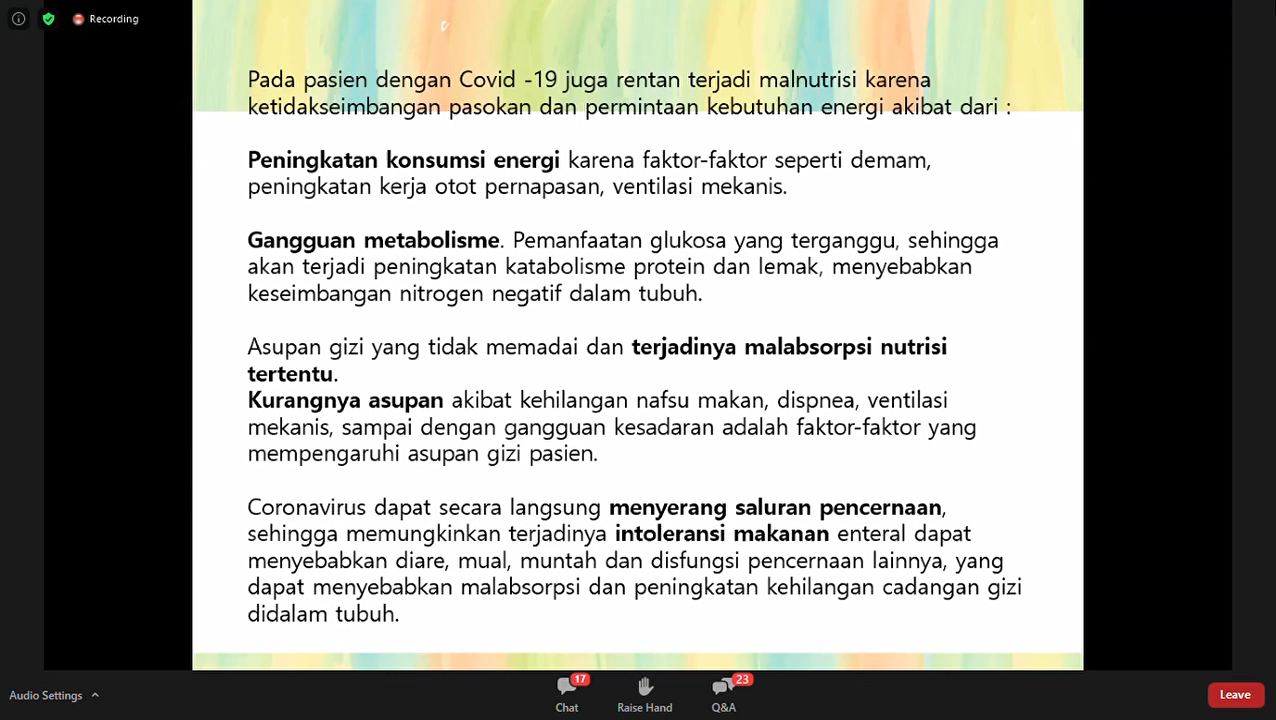 Recording
Pada pasien dengan Covid -19 juga rentan terjadi malnutrisi karena
ketidakseimbangan pasokan dan permintaan kebutuhan energi akibat dari :
Peningkatan konsumsi energi karena faktor-faktor seperti demam,
peningkatan kerja otot pernapasan, ventilasi mekanis.
Gangguan metabolisme. Pemanfaatan glukosa yang terganggu, sehingga
akan terjadi peningkatan katabolisme protein dan lemak, menyebabkan
keseimbangan nitrogen negatif dalam tubuh.
Asupan gizi yang tidak memadai dan terjadinya malabsorpsi nutrisi
tertentu.
Kurangnya asupan akibat kehilangan nafsu makan, dispnea, ventilasi
mekanis, sampai dengan gangguan kesadaran adalah faktor-faktor yang
mempengaruhi asupan gizi pasien.
Coronavirus dapat secara langsung menyerang saluran pencernaan,
sehingga memungkinkan terjadinya intoleransi makanan enteral dapat
menyebabkan diare, mual, muntah dan disfungsi pencernaan lainnya, yang
dapat menyebabkan malabsorpsi dan peningkatan kehilangan cadangan gizi
didalam tubuh.
Audio Settings
17
Chat
Raise Hand
23
Q&A
Leave